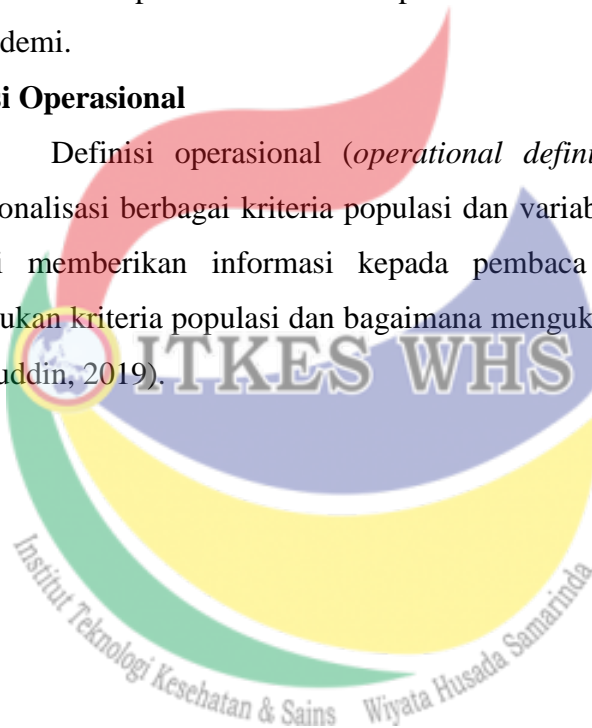 demi.
si Operasional
Definisi operasional (operational defini
onalisasi berbagai kriteria populasi dan variab
i memberikan informasi kepada pembaca
ukan kriteria populasi dan bagaimana menguk
uddin, 2019).
ITKES WHS
Institut Teknologi Kesehatan & Sains Wiyata Husada Samarinda